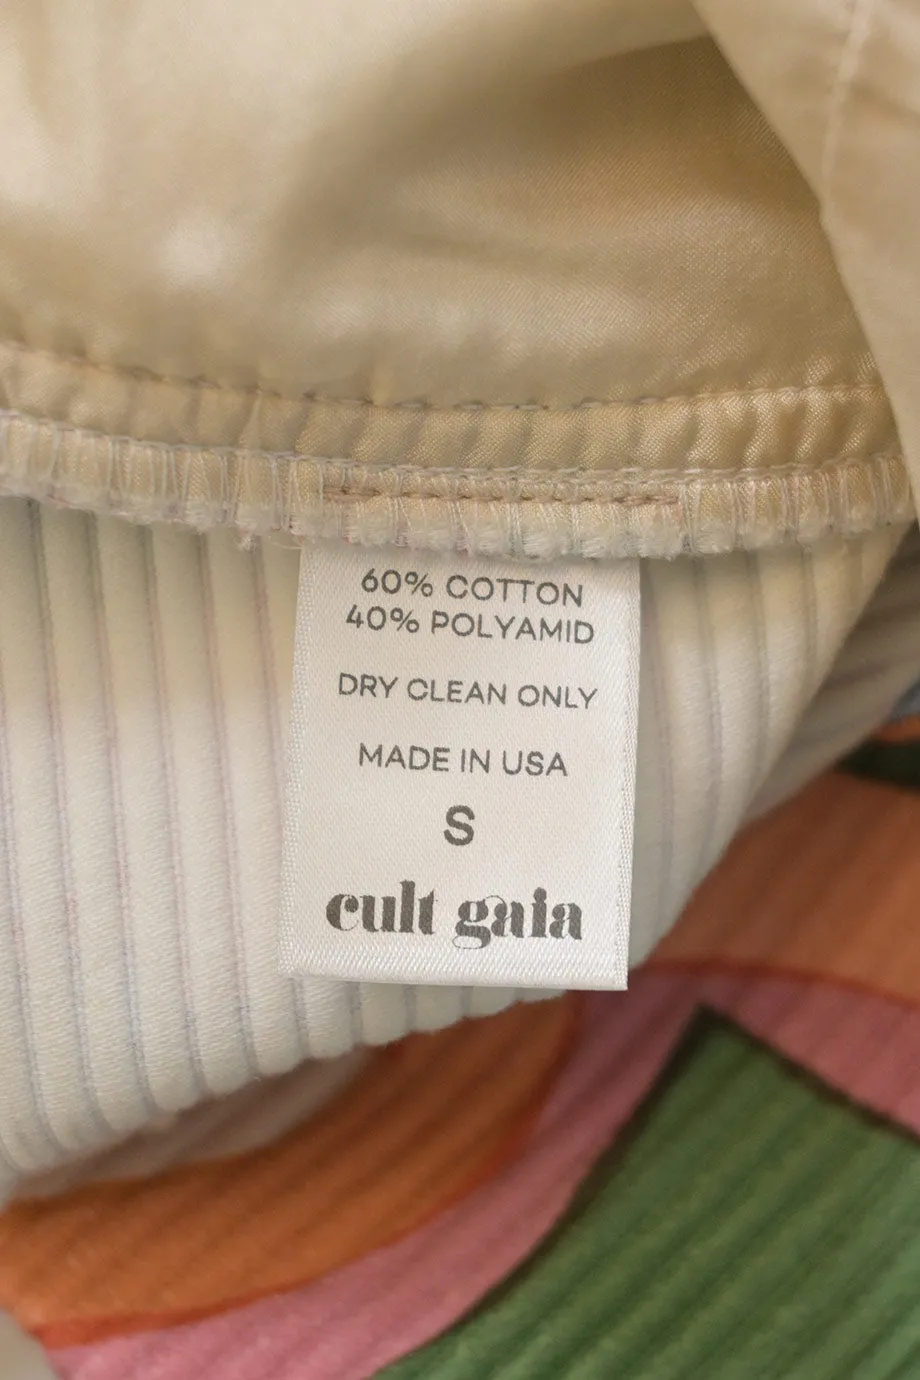 60% COTTON
40% POLYAMID
DRY CLEAN ONLY
MADE IN USA
S
cult gaia